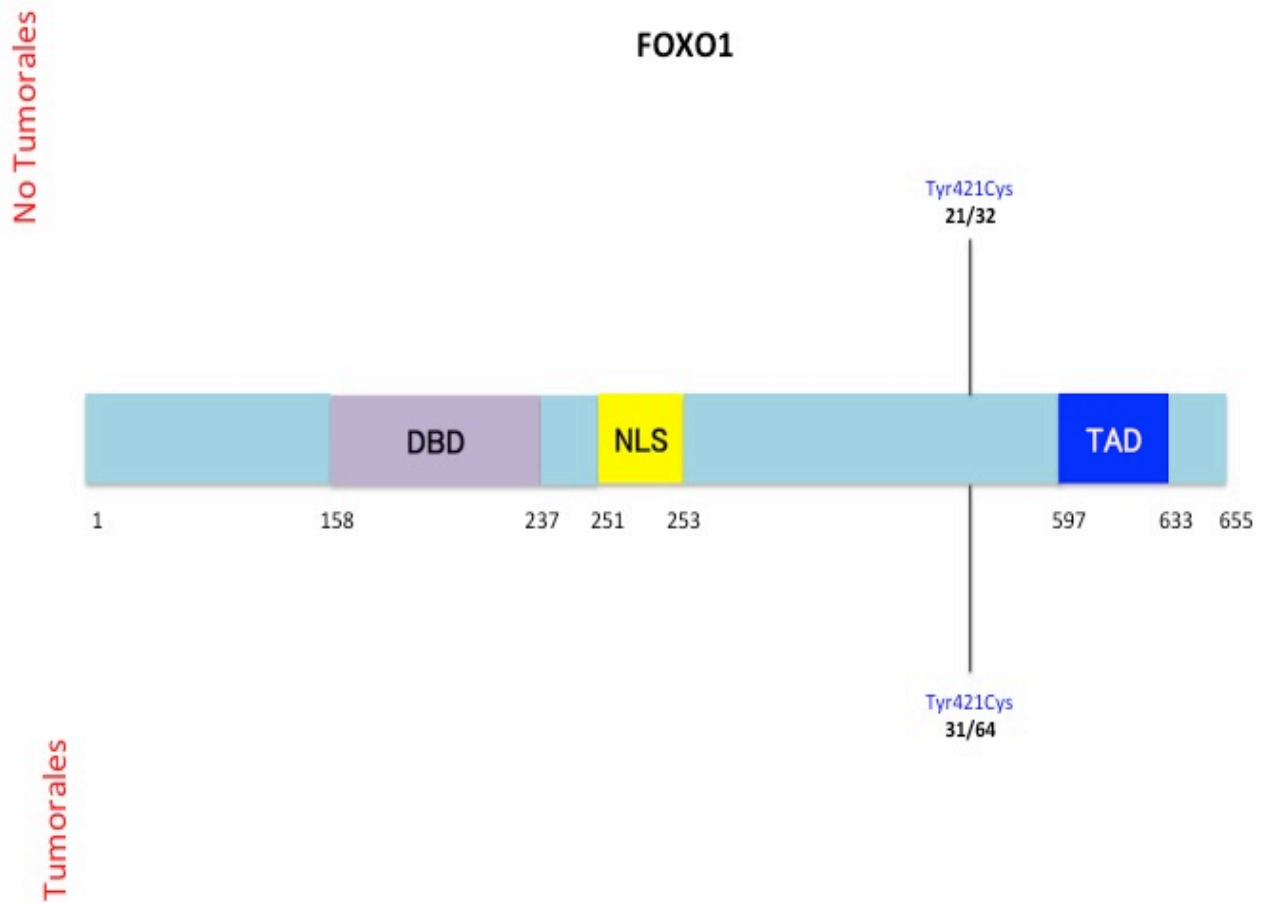 FOXO1
No Tumorales
Tyr421Cys
21/32
DBD
NLS
TAD
1 158 237 251 253 597 633 655
Tyr421Cys
31/64
Tumorales